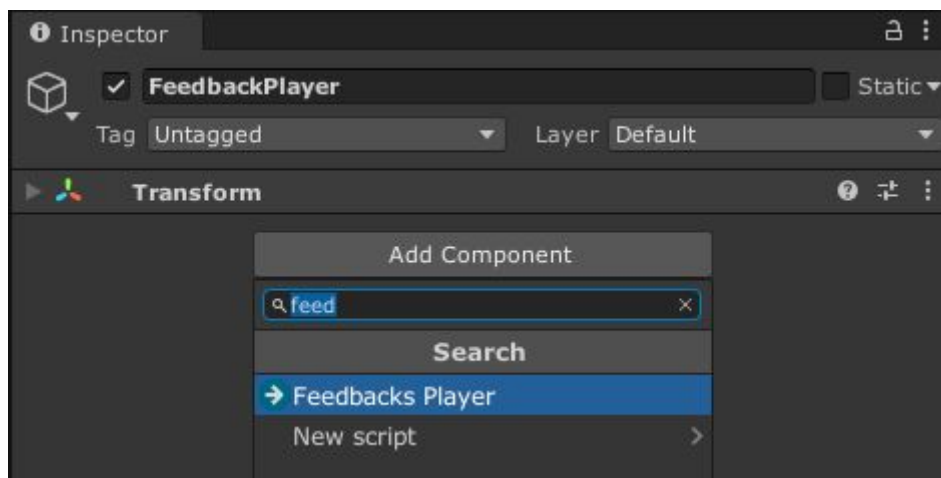 Inspector
FeedbackPlayer
Static
Tag Untagged Layer Default
Transform
Add Component
feed
Search
Feedbacks Player
New script